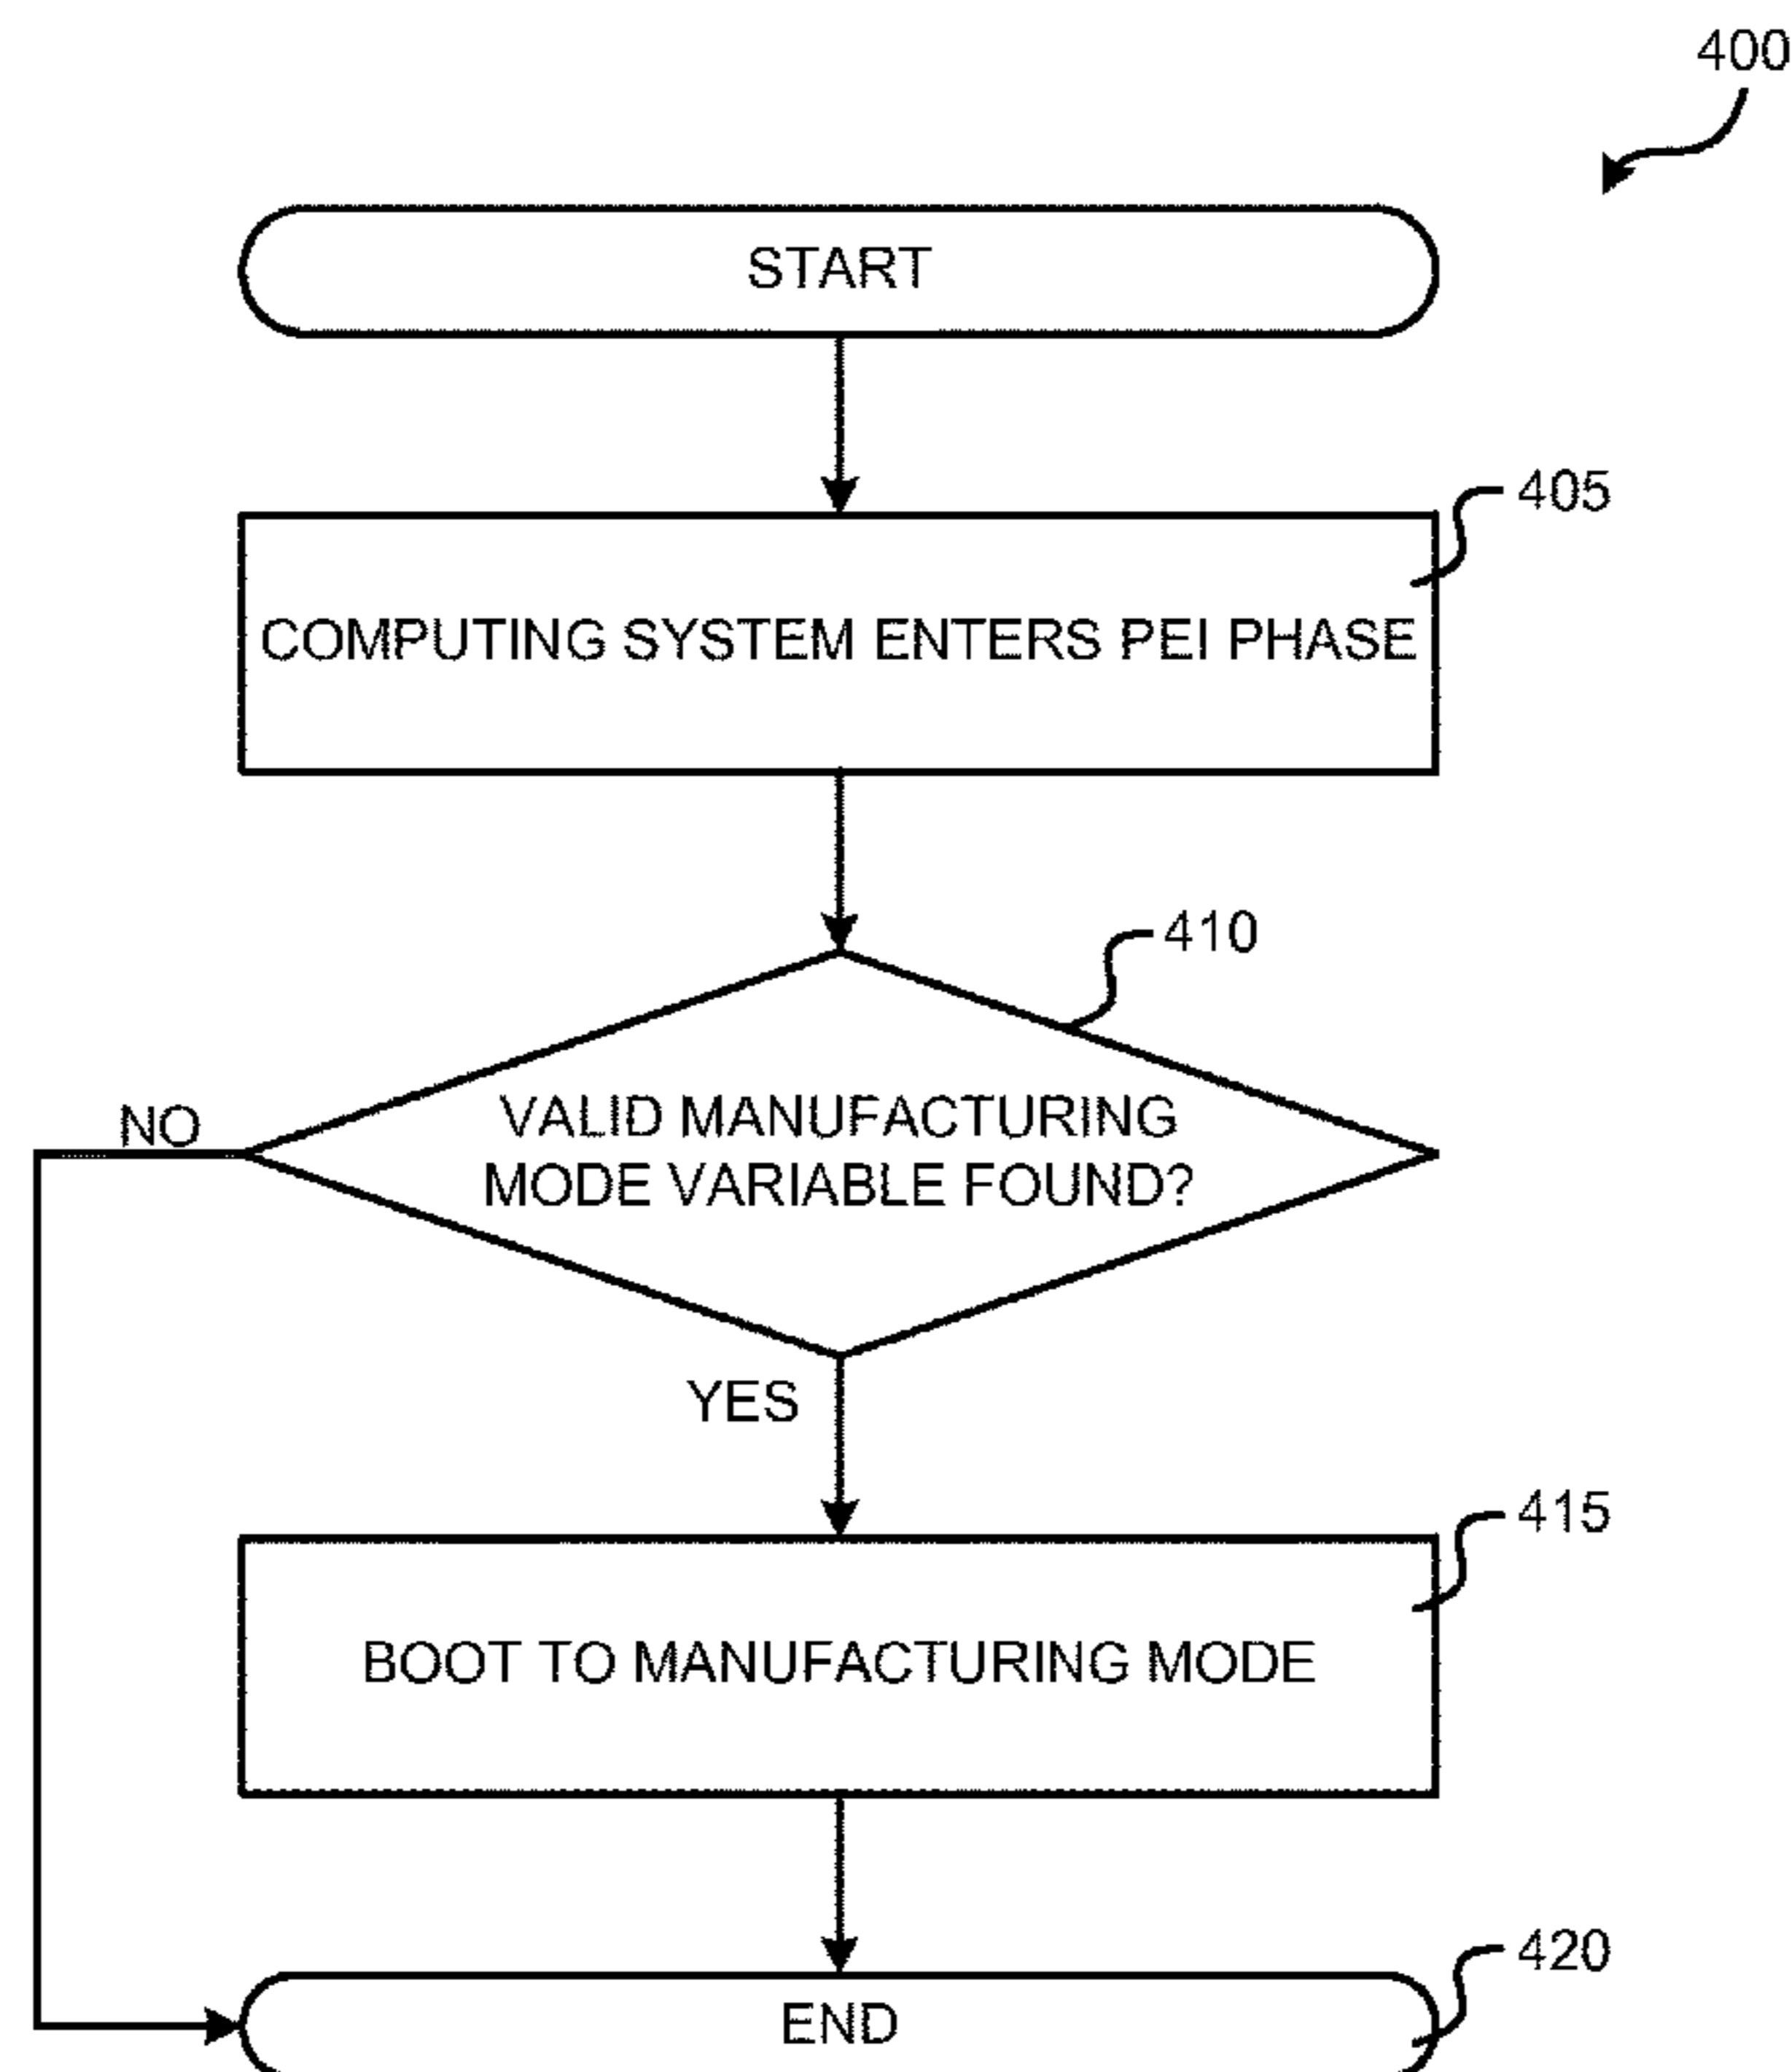 400
START
405
COMPUTING SYSTEM ENTERS PEI PHASE
410
VALID MANUFACTURING
MODE VARIABLE FOUND?
NO
YES
415
BOOT TO MANUFACTURING MODE
420
END